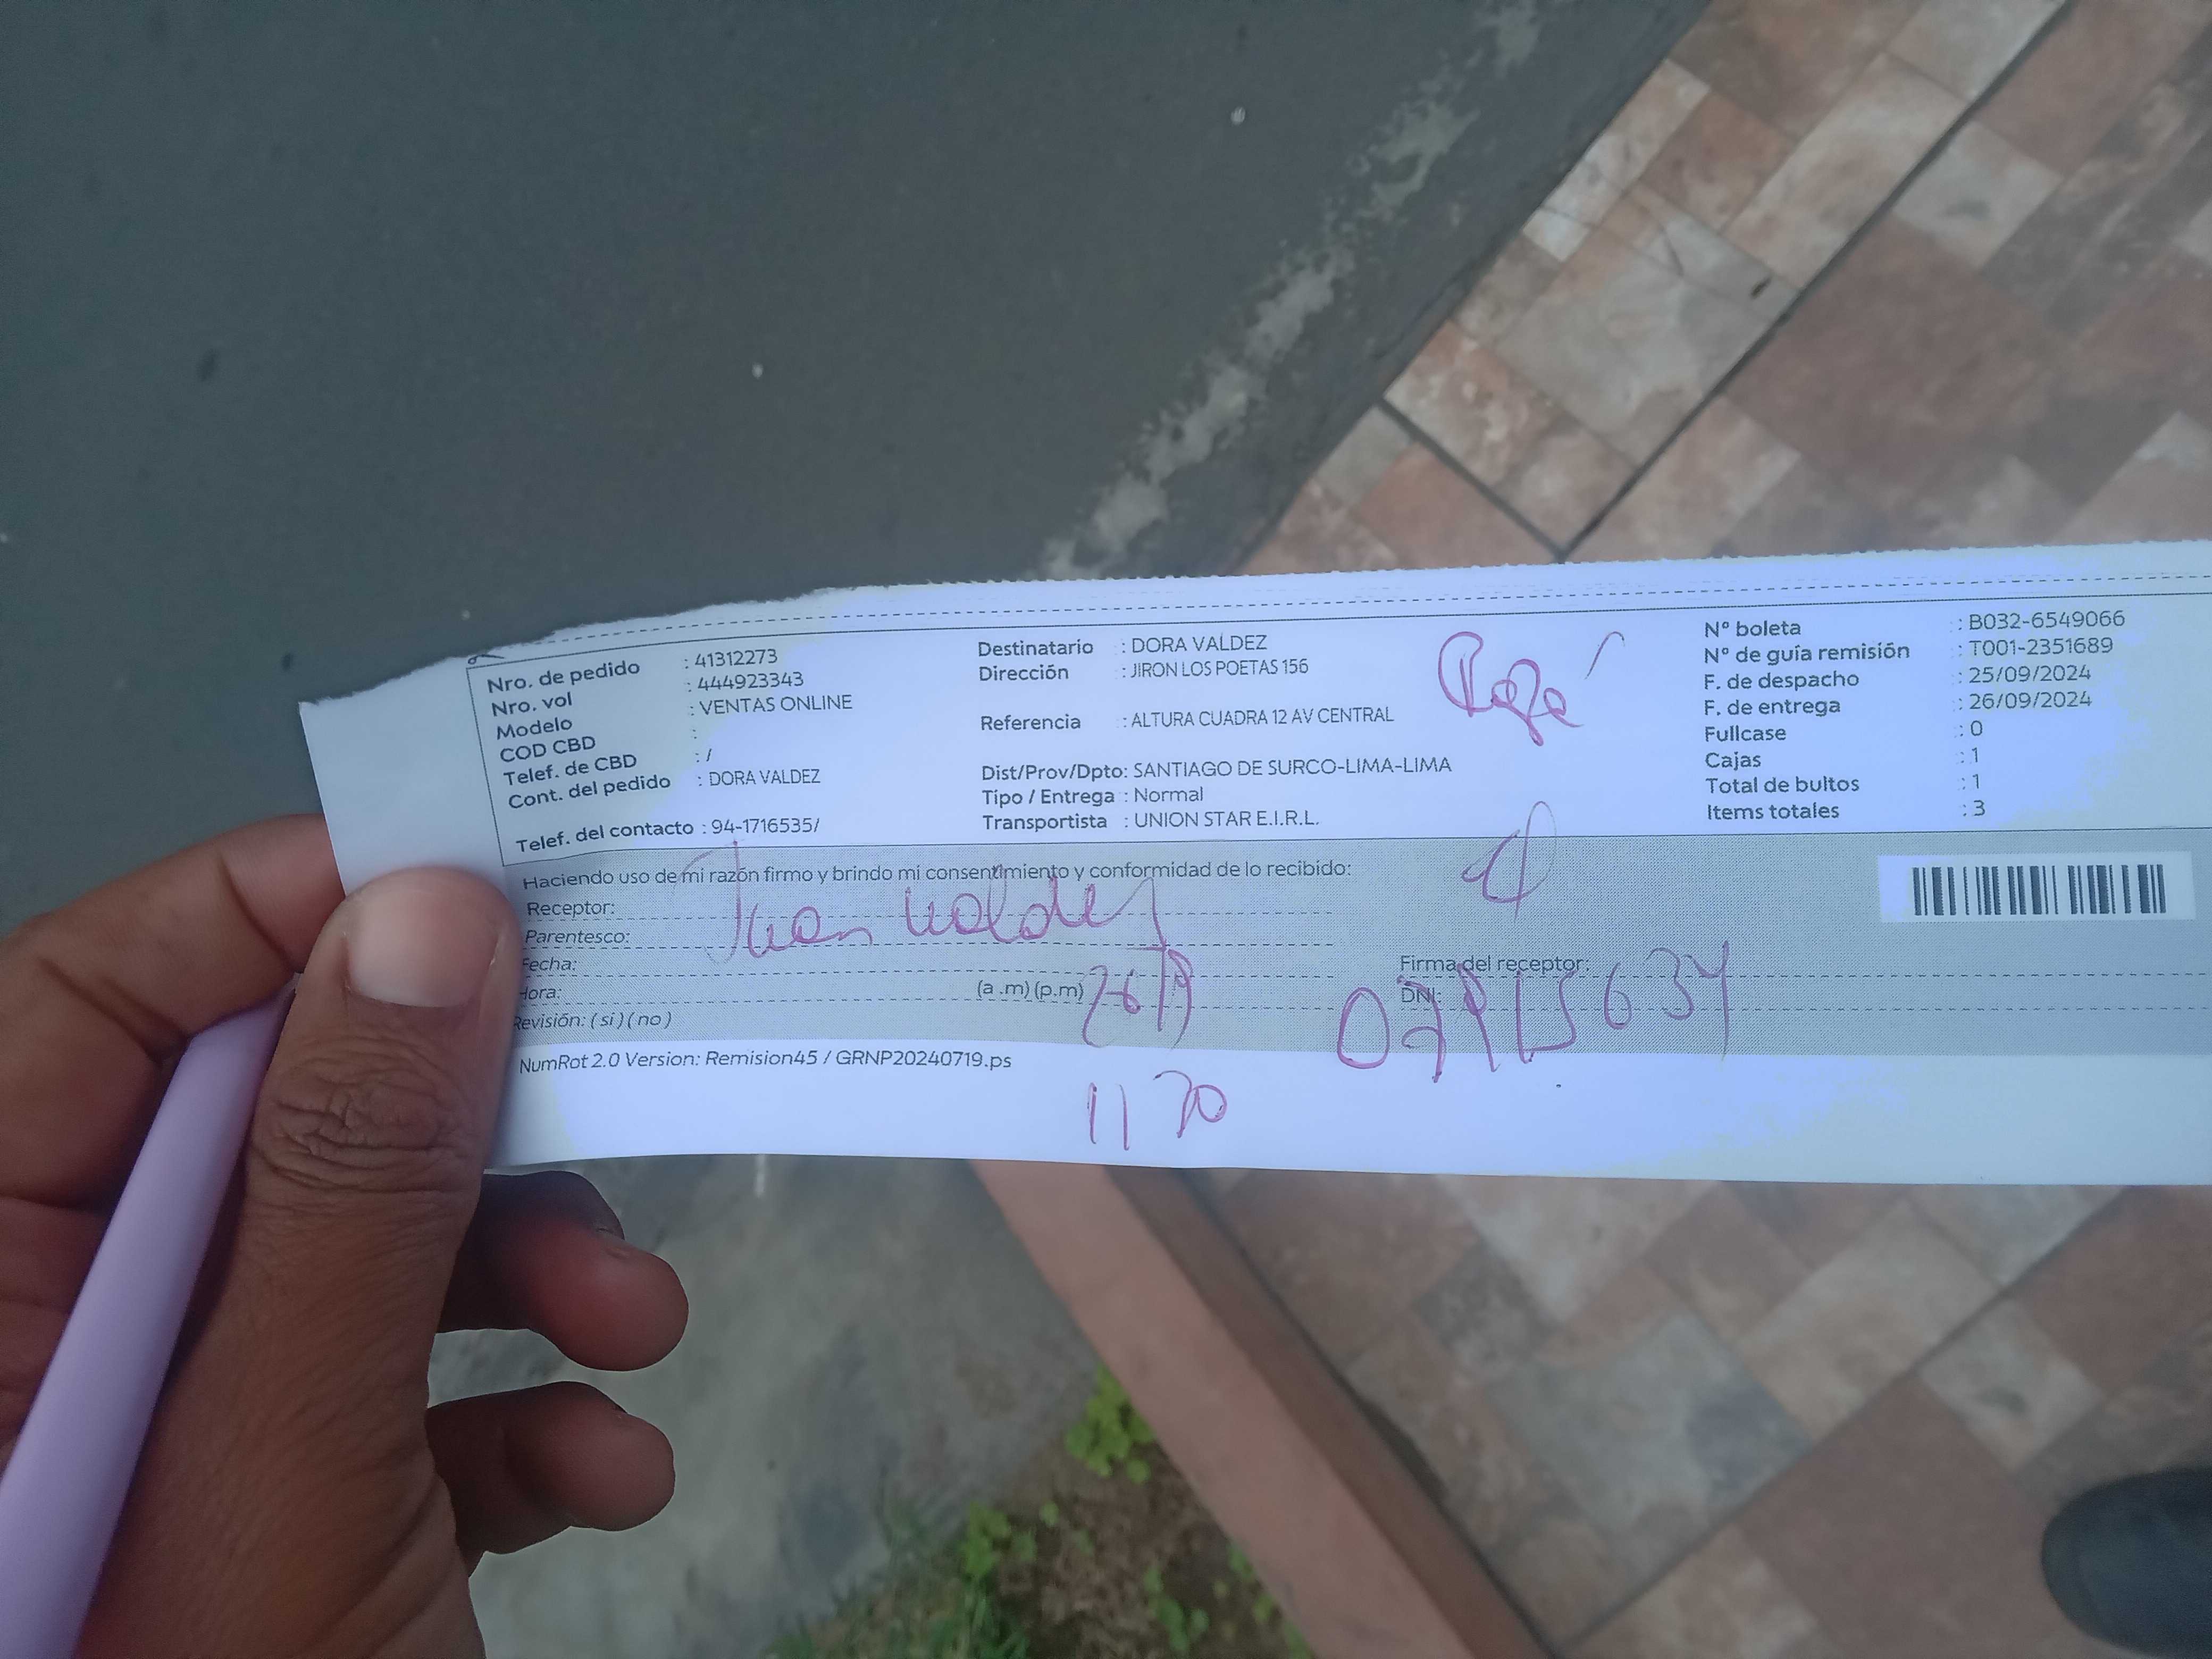 Nro. de pedido : 41312273
Nro. vol : 444923343
Modelo : VENTAS ONLINE
COD CBD :
Telef. de CBD : /
Cont. del pedido : DORA VALDEZ
Telef. del contacto : 94-1716535/
Destinatario : DORA VALDEZ
Dirección : JIRON LOS POETAS 156
Referencia : ALTURA CUADRA 12 AV CENTRAL
Dist/Prov/Dpto: SANTIAGO DE SURCO-LIMA-LIMA
Tipo / Entrega : Normal
Transportista : UNION STAR E.I.R.L.
Nº boleta : B032-6549066
Nº de guía remisión : T001-2351689
F. de despacho : 25/09/2024
F. de entrega : 26/09/2024
Fullcase : 0
Cajas : 1
Total de bultos : 1
Items totales : 3
Haciendo uso de mi razón firmo y brindo mi consentimiento y conformidad de lo recibido:
Receptor:
Juan Valdez
Parentesco:
Fecha:
Hora: (a .m) (p.m)
Revisión: ( si ) ( no )
Firma del receptor:
DNI:
NumRot 2.0 Version: Remision45 / GRNP20240719.ps